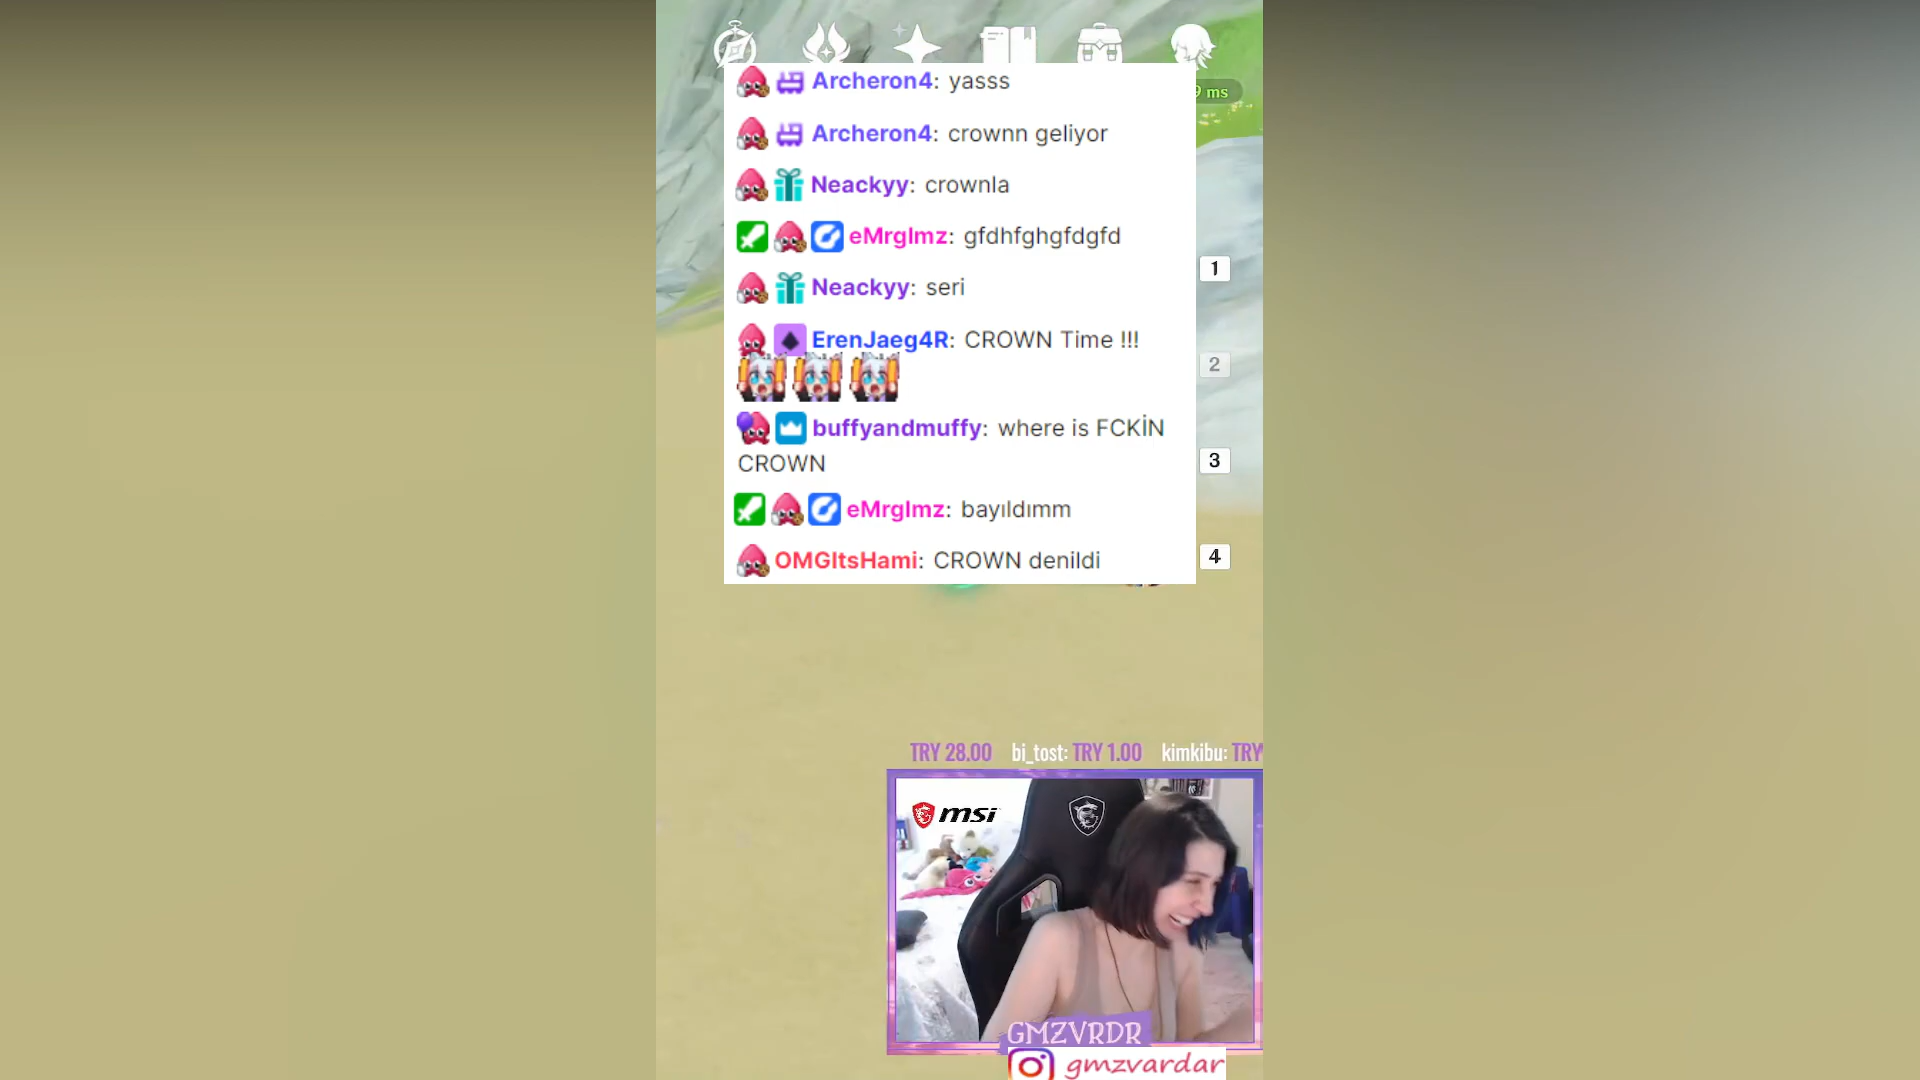 9 ms
Archeron4: yasss
Archeron4: crownn geliyor
Neackyy: crownla
eMrglmz: gfdhfghgfdgfd
Neackyy: seri
ErenJaeg4R: CROWN Time !!!
buffyandmuffy: where is FCKİN
CROWN
eMrglmz: bayıldımm
OMGItsHami: CROWN denildi
1
2
3
4
TRY 28.00 bi_tost: TRY 1.00 kimkibu: TRY
msi
GMZVRDR
gmzvardar